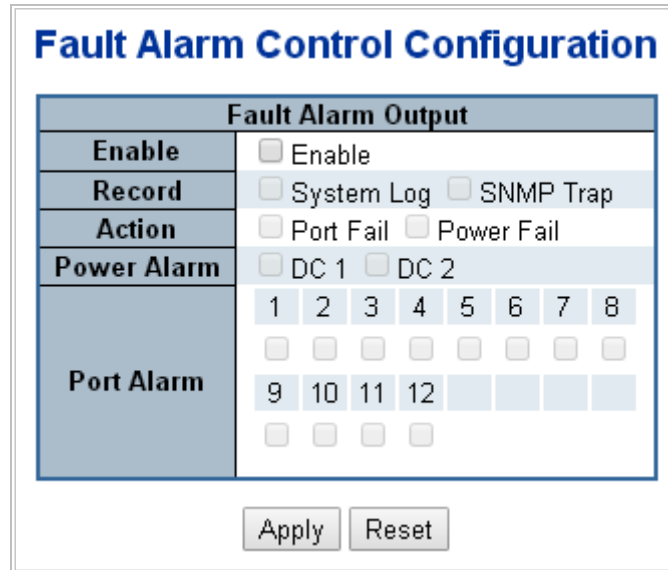 Fault Alarm Control Configuration
Fault Alarm Output
Enable Enable
Record System Log SNMP Trap
Action Port Fail Power Fail
Power Alarm DC 1 DC 2
1 2 3 4 5 6 7 8
Port Alarm
9 10 11 12
Apply Reset